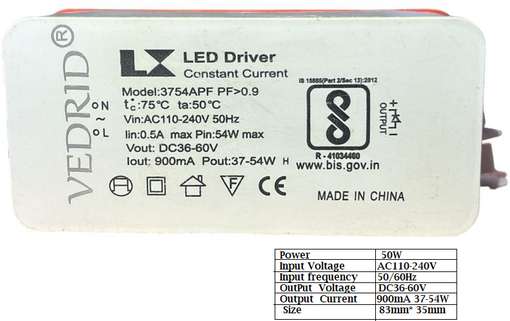 VEDRID®
LX LED Driver
Constant Current
Model:3754APF PF>0.9
N tc:75℃ ta:50℃
~ Vin:AC110-240V 50Hz
L Iin:0.5A max Pin:54W max
Vout: DC36-60V
Iout: 900mA Pout:37-54W H
F CE
IS 15885(Part 2/Sec 13):2012
R - 41034460
www.bis.gov.in
OUTPUT
+ -
MADE IN CHINA
Power 50W
Input Voltage AC110-240V
Input frequency 50/60Hz
OutPut Voltage DC36-60V
Output Current 900mA 37-54W
Size 83mm* 35mm